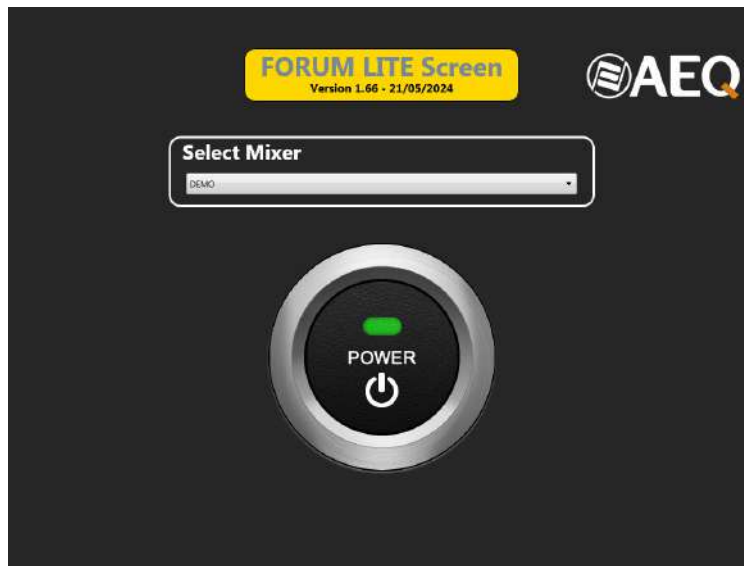 FORUM LITE Screen
Version 1.66 - 21/05/2024
AEQ
Select Mixer
DEMO
POWER